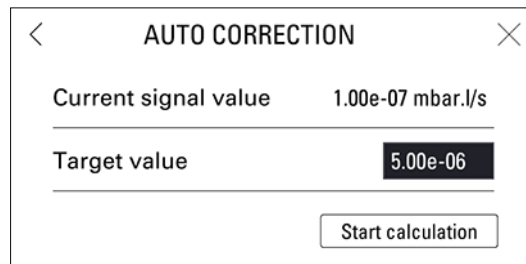 AUTO CORRECTION
Current signal value 1.00e-07 mbar.l/s
Target value 5.00e-06
Start calculation